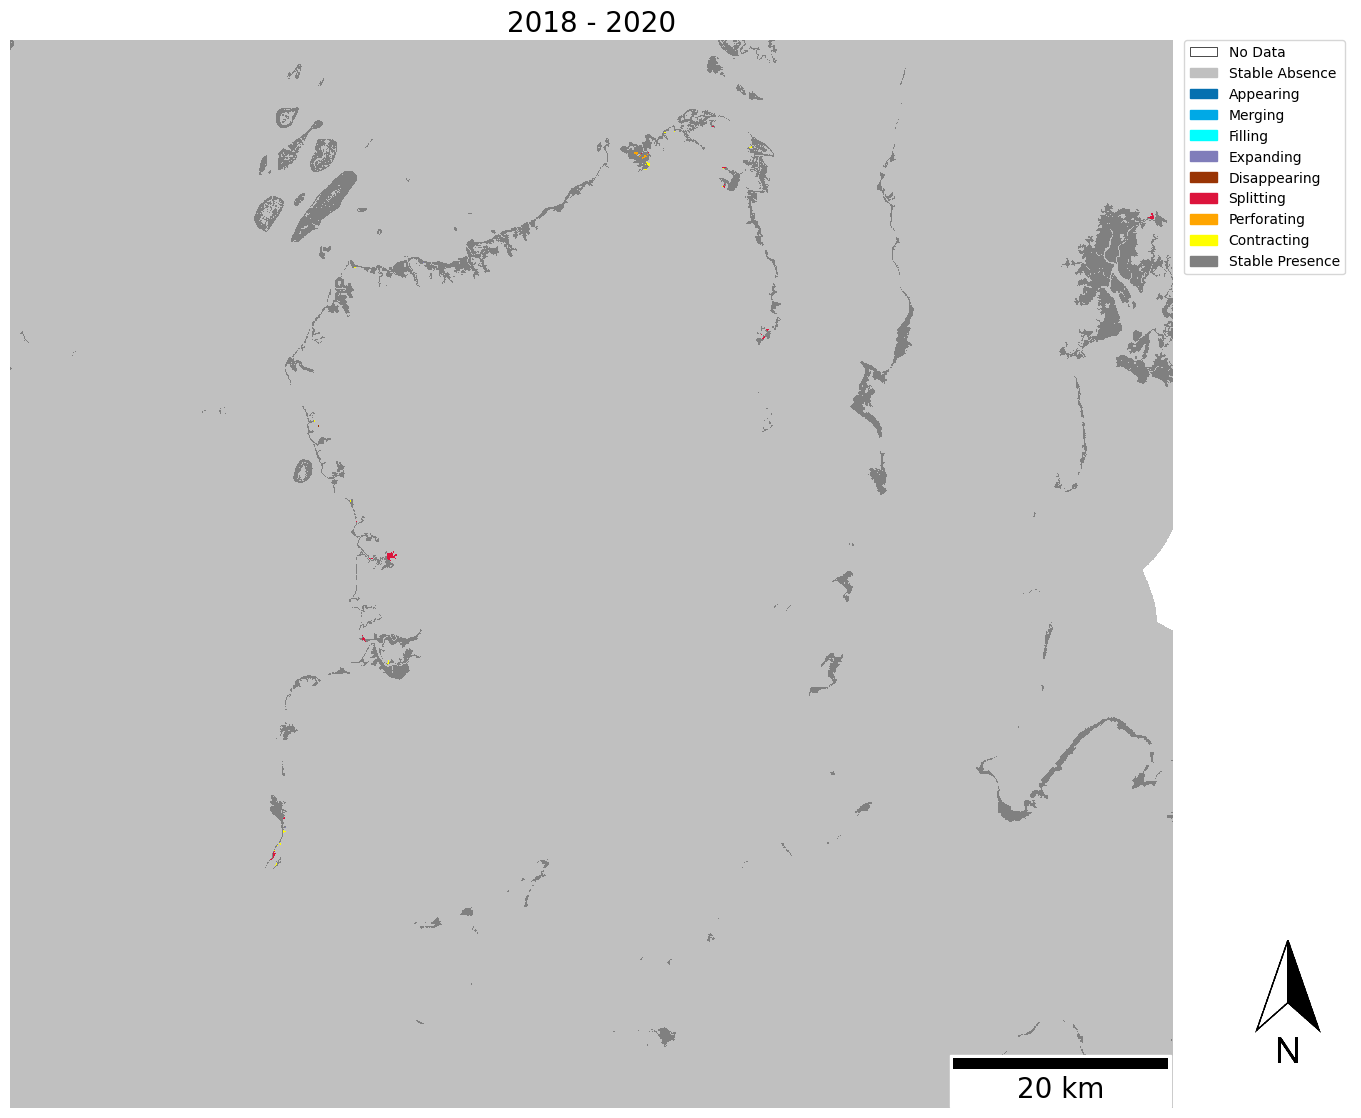 2018 - 2020
No Data
Stable Absence
Appearing
Merging
Filling
Expanding
Disappearing
Splitting
Perforating
Contracting
Stable Presence
N
20 km